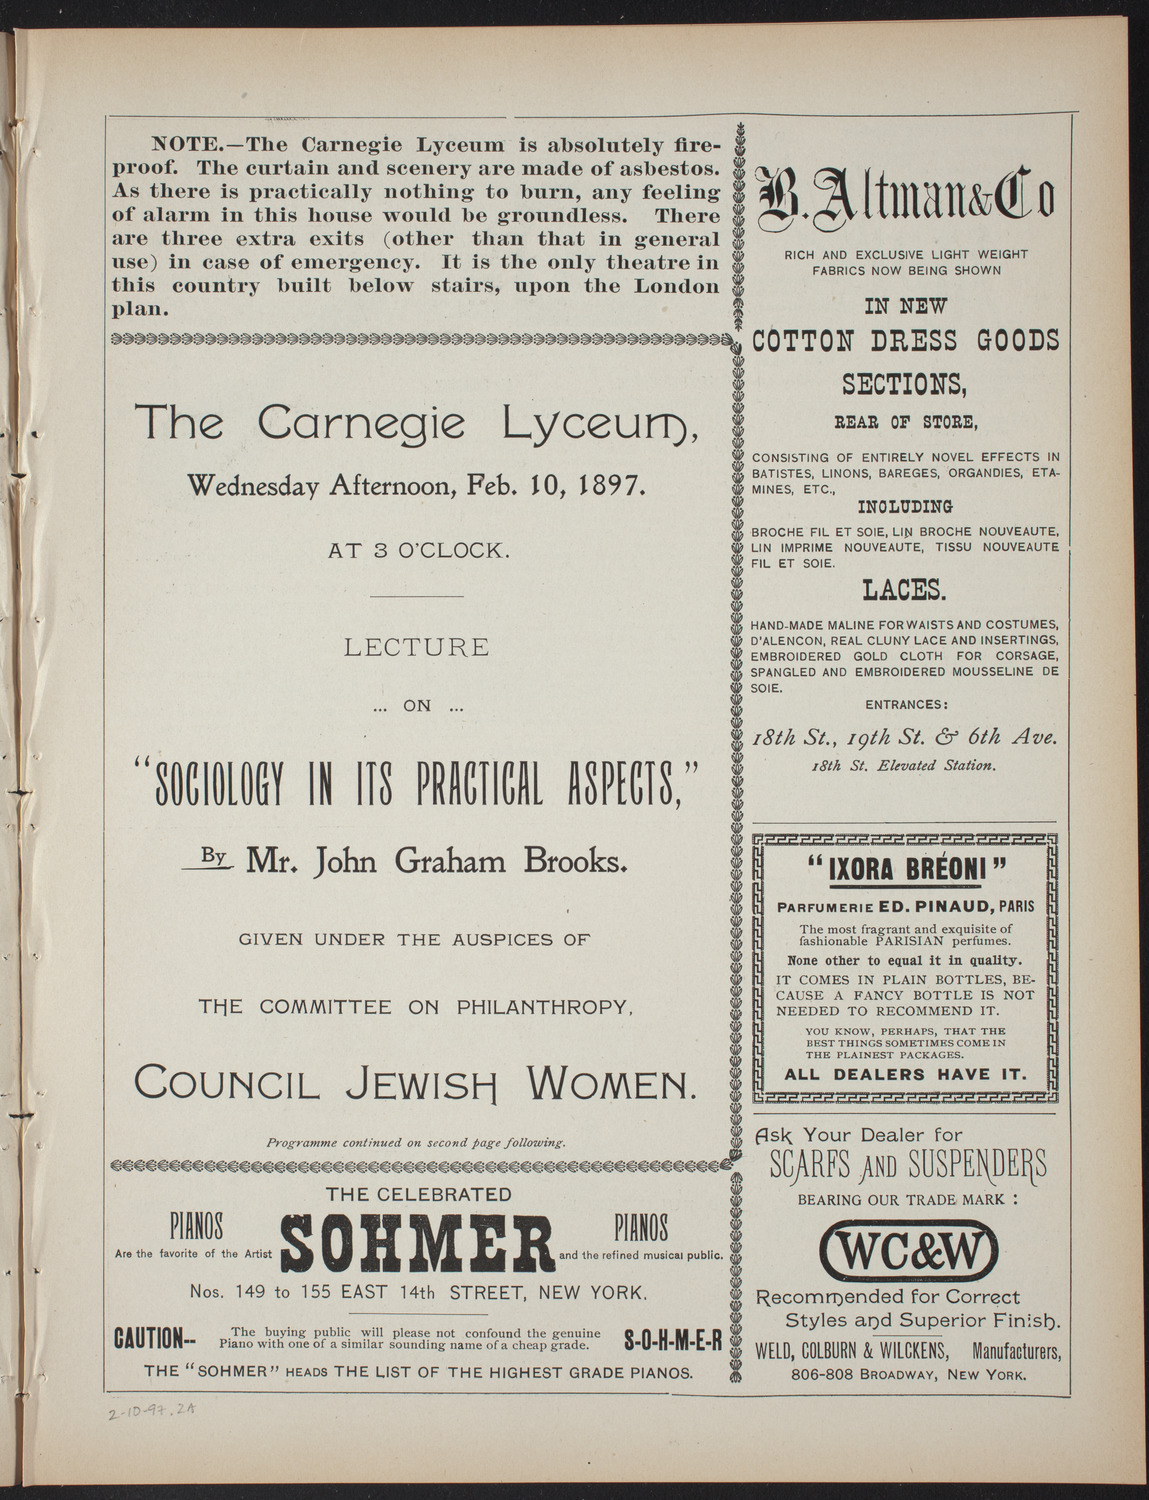 NOTE.—The Carnegie Lyceum is absolutely fire-
proof. The curtain and scenery are made of asbestos.
As there is practically nothing to burn, any feeling
of alarm in this house would be groundless. There
are three extra exits (other than that in general
use) in case of emergency. It is the only theatre in
this country built below stairs, upon the London
plan.
The Carnegie Lyceum,
Wednesday Afternoon, Feb. 10, 1897.
AT 3 O'CLOCK.
LECTURE
... ON ...
"SOCIOLOGY IN ITS PRACTICAL ASPECTS,"
By Mr. John Graham Brooks.
GIVEN UNDER THE AUSPICES OF
THE COMMITTEE ON PHILANTHROPY,
COUNCIL JEWISH WOMEN.
Programme continued on second page following.
THE CELEBRATED
PIANOS SOHMER PIANOS
Are the favorite of the Artist and the refined musical public.
Nos. 149 to 155 EAST 14th STREET, NEW YORK.
CAUTION-- The buying public will please not confound the genuine S-O-H-M-E-R
Piano with one of a similar sounding name of a cheap grade.
THE "SOHMER" HEADS THE LIST OF THE HIGHEST GRADE PIANOS.
B. Altman & Co
RICH AND EXCLUSIVE LIGHT WEIGHT
FABRICS NOW BEING SHOWN
IN NEW
COTTON DRESS GOODS
SECTIONS,
REAR OF STORE,
CONSISTING OF ENTIRELY NOVEL EFFECTS IN
BATISTES, LINONS, BAREGES, ORGANDIES, ETA-
MINES, ETC.,
INCLUDING
BROCHE FIL ET SOIE, LIN BROCHE NOUVEAUTE,
LIN IMPRIME NOUVEAUTE, TISSU NOUVEAUTE
FIL ET SOIE.
LACES.
HAND-MADE MALINE FOR WAISTS AND COSTUMES,
D'ALENCON, REAL CLUNY LACE AND INSERTINGS,
EMBROIDERED GOLD CLOTH FOR CORSAGE,
SPANGLED AND EMBROIDERED MOUSSELINE DE
SOIE.
ENTRANCES:
18th St., 19th St. & 6th Ave.
18th St. Elevated Station.
"IXORA BRÉONI"
PARFUMERIE ED. PINAUD, PARIS
The most fragrant and exquisite of
fashionable PARISIAN perfumes.
None other to equal it in quality.
IT COMES IN PLAIN BOTTLES, BE-
CAUSE A FANCY BOTTLE IS NOT
NEEDED TO RECOMMEND IT.
YOU KNOW, PERHAPS, THAT THE
BEST THINGS SOMETIMES COME IN
THE PLAINEST PACKAGES.
ALL DEALERS HAVE IT.
Ask Your Dealer for
SCARFS AND SUSPENDERS
BEARING OUR TRADE MARK :
WC&W
Recommended for Correct
Styles and Superior Finish.
WELD, COLBURN & WILCKENS, Manufacturers,
806-808 BROADWAY, NEW YORK.
2-10-97.2A